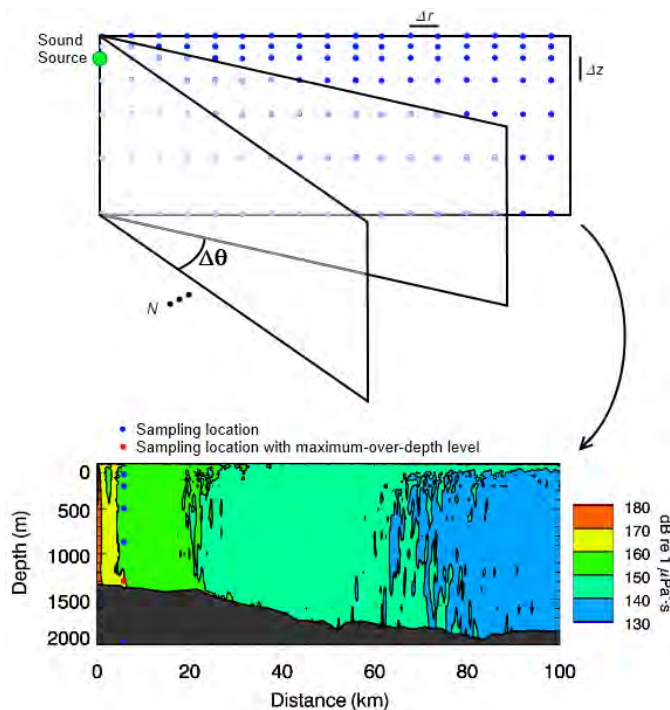 Δr
Sound
Source
Δz
Δθ
N
Sampling location
Sampling location with maximum-over-depth level
0
500
1000
1500
2000
Depth (m)
0 20 40 60 80 100
Distance (km)
180
170
160
150
140
130
dB re 1 μPa²·s